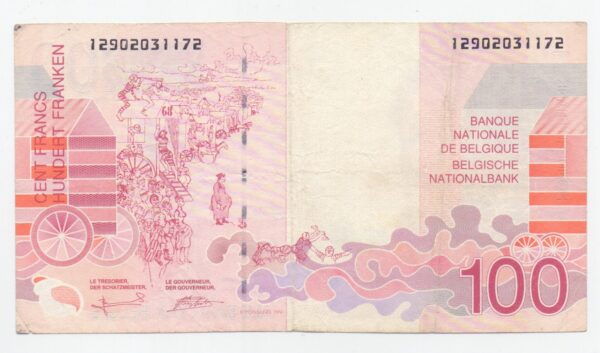 12902031172
12902031172
CENT FRANCS
HUNDERT FRANKEN
BANQUE
NATIONALE
DE BELGIQUE
BELGISCHE
NATIONALBANK
LE TRESORIER,
DER SCHATZMEISTER,
LE GOUVERNEUR,
DER GOUVERNEUR,
100